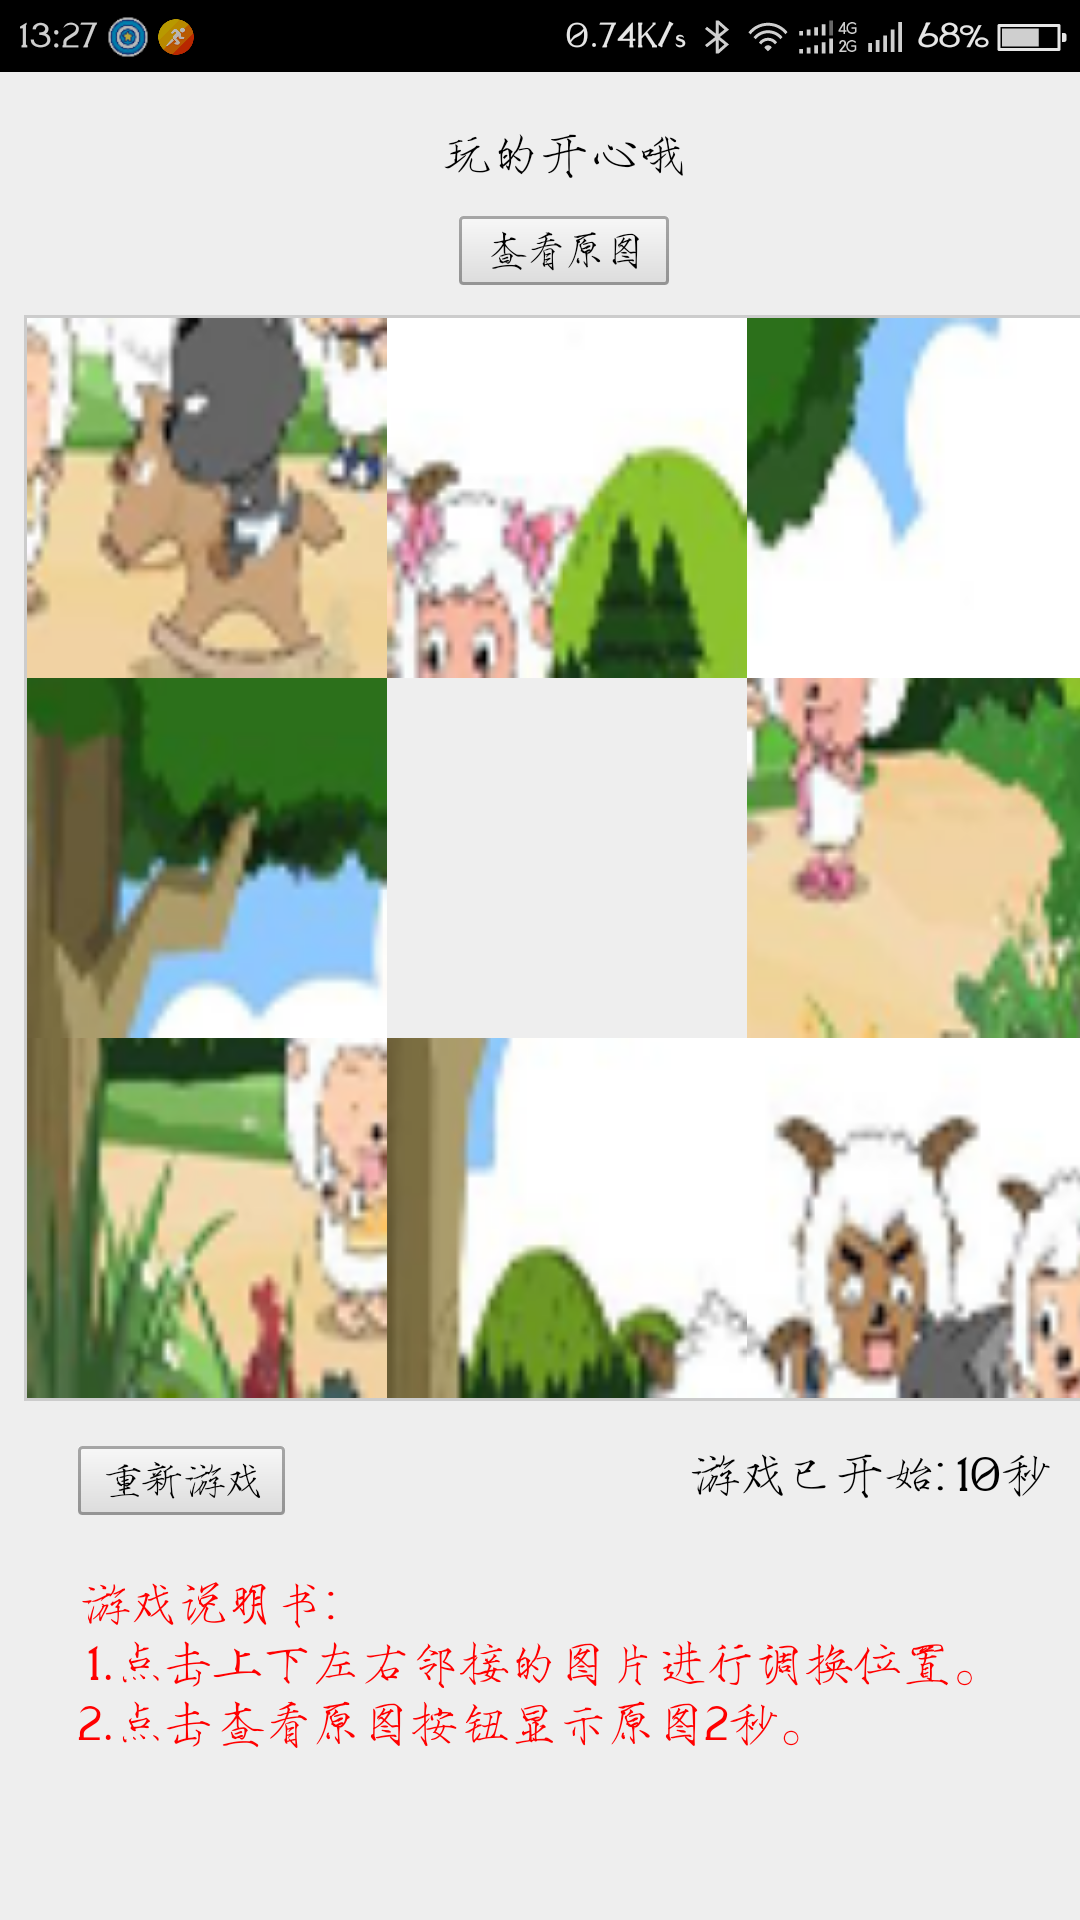 13:27 0.74K/s 4G 2G 68%
玩的开心哦
查看原图
重新游戏 游戏已开始:10秒
游戏说明书:
1.点击上下左右邻接的图片进行调换位置。
2.点击查看原图按钮显示原图2秒。